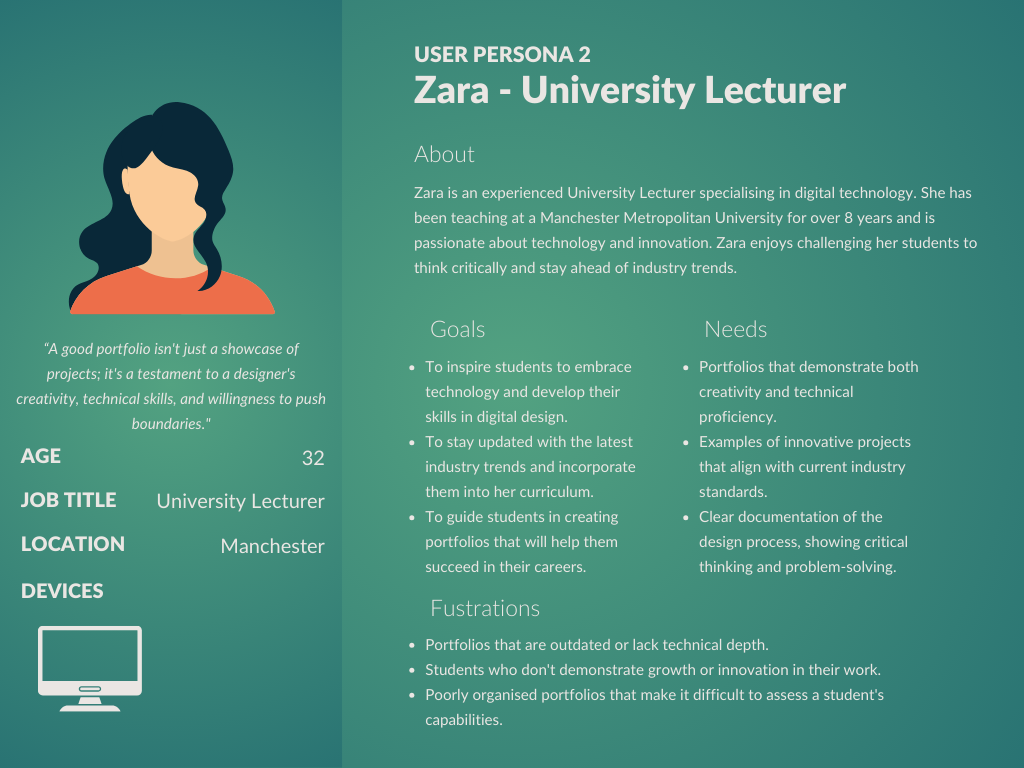 USER PERSONA 2
Zara - University Lecturer
About
Zara is an experienced University Lecturer specialising in digital technology. She has
been teaching at a Manchester Metropolitan University for over 8 years and is
passionate about technology and innovation. Zara enjoys challenging her students to
think critically and stay ahead of industry trends.
“A good portfolio isn't just a showcase of
projects; it's a testament to a designer's
creativity, technical skills, and willingness to push
boundaries."
AGE 32
JOB TITLE University Lecturer
LOCATION Manchester
DEVICES
Goals
• To inspire students to embrace
technology and develop their
skills in digital design.
• To stay updated with the latest
industry trends and incorporate
them into her curriculum.
• To guide students in creating
portfolios that will help them
succeed in their careers.
Needs
• Portfolios that demonstrate both
creativity and technical
proficiency.
• Examples of innovative projects
that align with current industry
standards.
• Clear documentation of the
design process, showing critical
thinking and problem-solving.
Fustrations
• Portfolios that are outdated or lack technical depth.
• Students who don't demonstrate growth or innovation in their work.
• Poorly organised portfolios that make it difficult to assess a student's
capabilities.